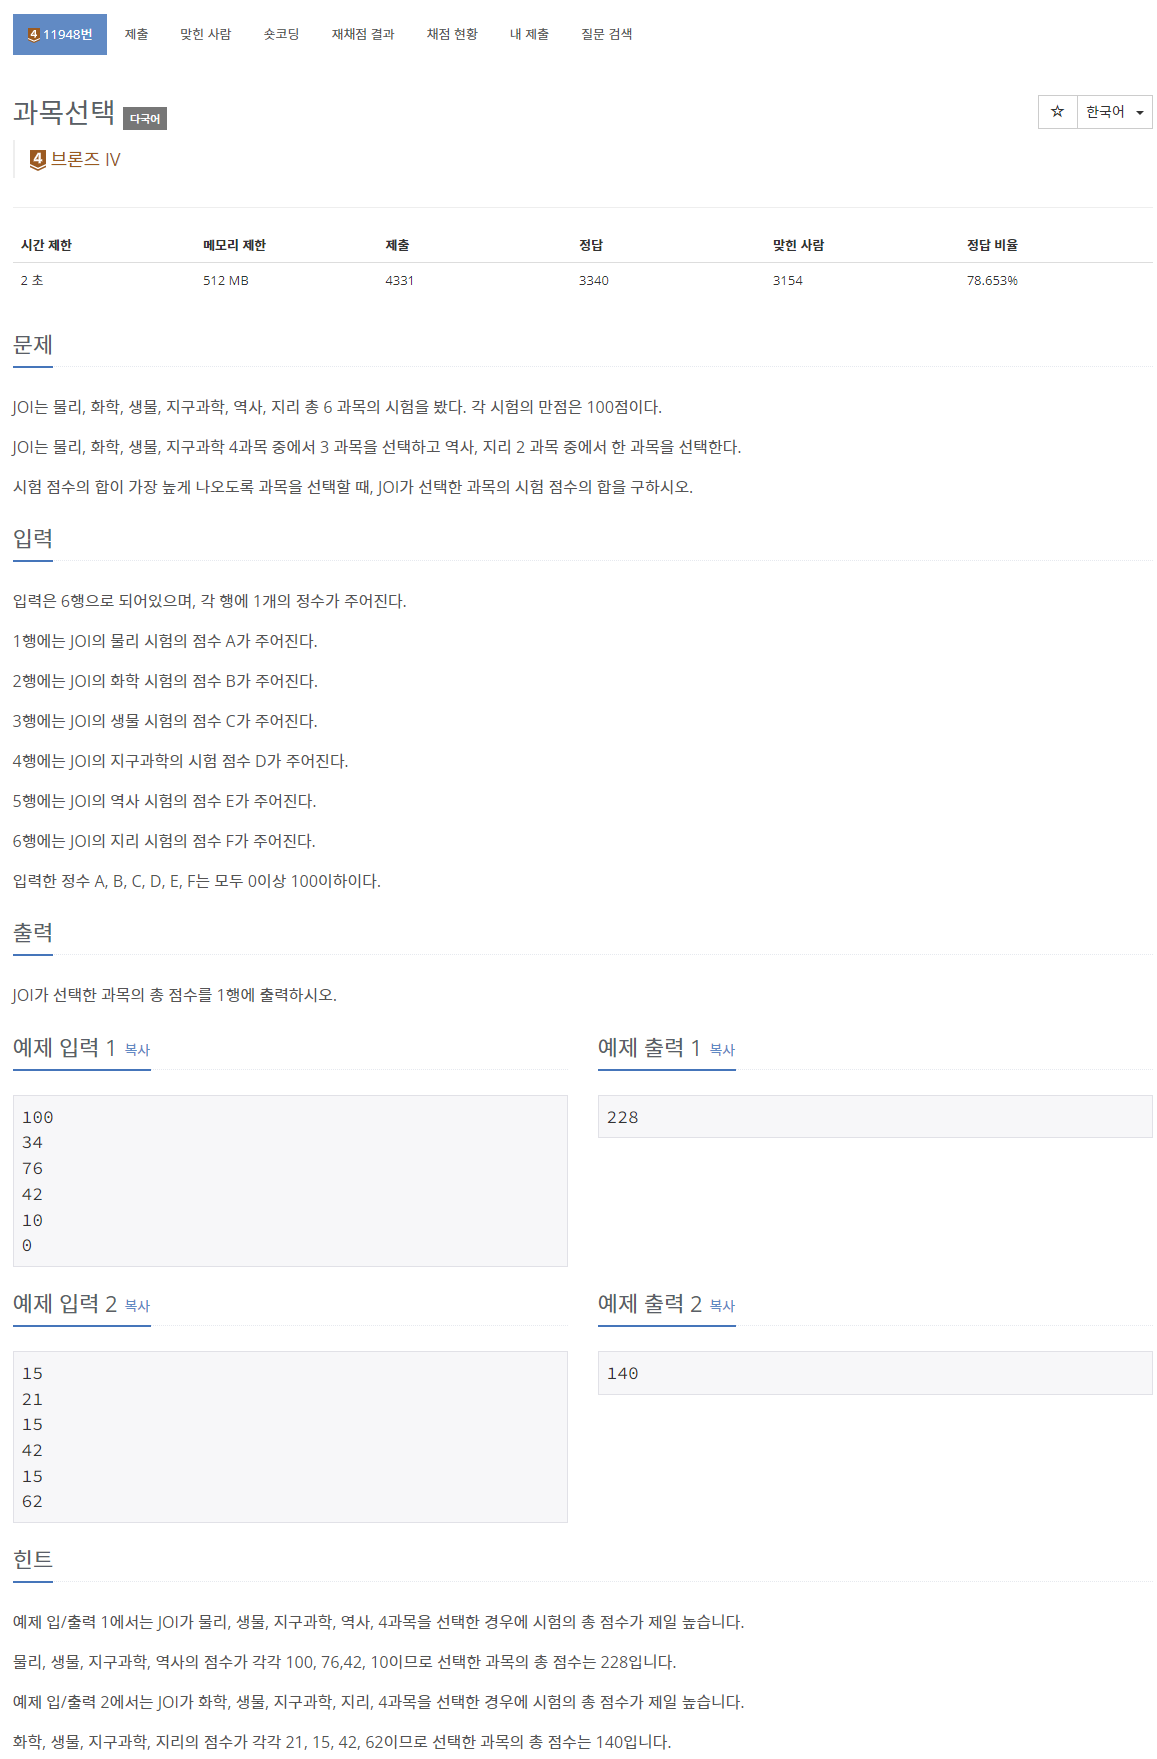 4 11948번 제출 맞힌 사람 숏코딩 재채점 결과 채점 현황 내 제출 질문 검색
과목선택 다국어 ☆ 한국어
4 브론즈 IV
시간 제한 메모리 제한 제출 정답 맞힌 사람 정답 비율
2 초 512 MB 4331 3340 3154 78.653%
문제
JOI는 물리, 화학, 생물, 지구과학, 역사, 지리 총 6 과목의 시험을 봤다. 각 시험의 만점은 100점이다.
JOI는 물리, 화학, 생물, 지구과학 4과목 중에서 3 과목을 선택하고 역사, 지리 2 과목 중에서 한 과목을 선택한다.
시험 점수의 합이 가장 높게 나오도록 과목을 선택할 때, JOI가 선택한 과목의 시험 점수의 합을 구하시오.
입력
입력은 6행으로 되어있으며, 각 행에 1개의 정수가 주어진다.
1행에는 JOI의 물리 시험의 점수 A가 주어진다.
2행에는 JOI의 화학 시험의 점수 B가 주어진다.
3행에는 JOI의 생물 시험의 점수 C가 주어진다.
4행에는 JOI의 지구과학의 시험 점수 D가 주어진다.
5행에는 JOI의 역사 시험의 점수 E가 주어진다.
6행에는 JOI의 지리 시험의 점수 F가 주어진다.
입력한 정수 A, B, C, D, E, F는 모두 0이상 100이하이다.
출력
JOI가 선택한 과목의 총 점수를 1행에 출력하시오.
예제 입력 1 복사
100
34
76
42
10
0
예제 출력 1 복사
228
예제 입력 2 복사
15
21
15
42
15
62
예제 출력 2 복사
140
힌트
예제 입/출력 1에서는 JOI가 물리, 생물, 지구과학, 역사, 4과목을 선택한 경우에 시험의 총 점수가 제일 높습니다.
물리, 생물, 지구과학, 역사의 점수가 각각 100, 76,42, 10이므로 선택한 과목의 총 점수는 228입니다.
예제 입/출력 2에서는 JOI가 화학, 생물, 지구과학, 지리, 4과목을 선택한 경우에 시험의 총 점수가 제일 높습니다.
화학, 생물, 지구과학, 지리의 점수가 각각 21, 15, 42, 62이므로 선택한 과목의 총 점수는 140입니다.